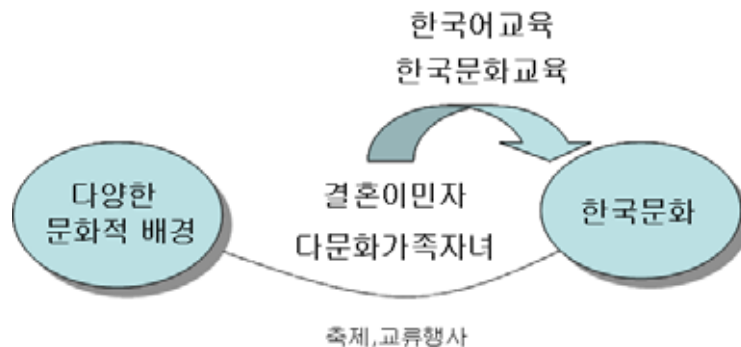 한국어교육
한국문화교육
다양한
문화적 배경
결혼이민자
다문화가족자녀
한국문화
축제,교류행사